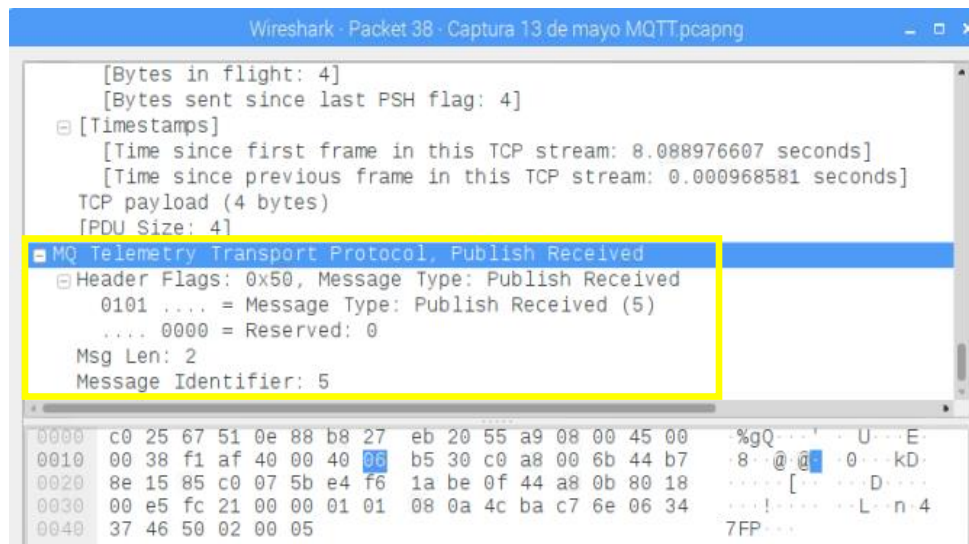 Wireshark · Packet 38 · Captura 13 de mayo MQTT.pcapng
[Bytes in flight: 4]
[Bytes sent since last PSH flag: 4]
[Timestamps]
[Time since first frame in this TCP stream: 8.088976607 seconds]
[Time since previous frame in this TCP stream: 0.000968581 seconds]
TCP payload (4 bytes)
[PDU Size: 4]
MQ Telemetry Transport Protocol, Publish Received
Header Flags: 0x50, Message Type: Publish Received
0101 .... = Message Type: Publish Received (5)
.... 0000 = Reserved: 0
Msg Len: 2
Message Identifier: 5
0000 c0 25 67 51 0e 88 b8 27 eb 20 55 a9 08 00 45 00 ·%gQ···' · U···E·
0010 00 38 f1 af 40 00 40 06 b5 30 c0 a8 00 6b 44 b7 ·8··@·@· ·0···kD·
0020 8e 15 85 c0 07 5b e4 f6 1a be 0f 44 a8 0b 80 18 ·····[·· ···D····
0030 00 e5 fc 21 00 00 01 01 08 0a 4c ba c7 6e 06 34 ···!···· ··L··n·4
0040 37 46 50 02 00 05 7FP···